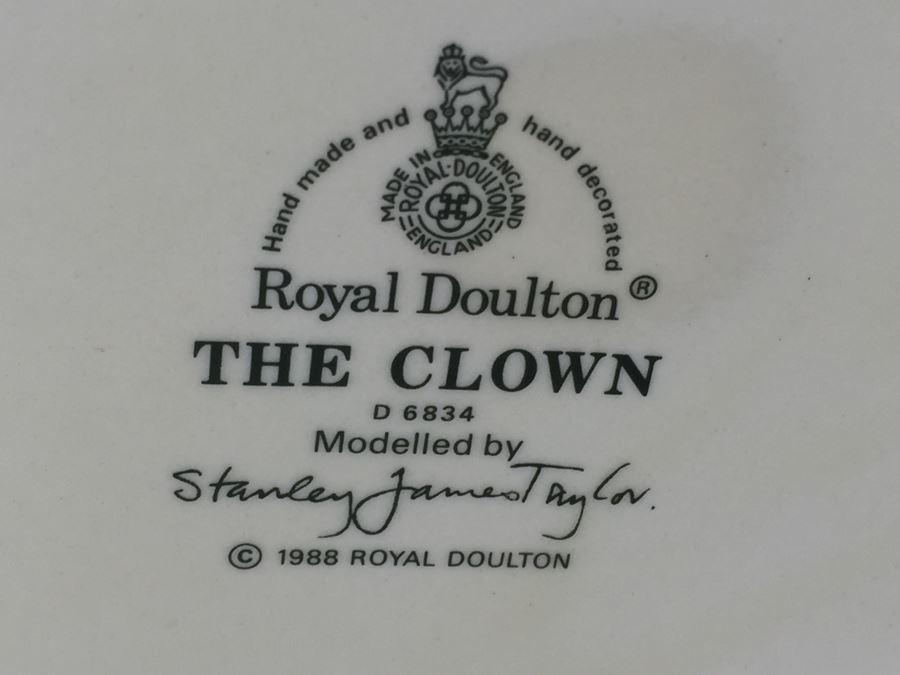 Hand made and hand decorated
MADE IN ENGLAND
ROYAL·DOULTON
ENGLAND
Royal Doulton®
THE CLOWN
D 6834
Modelled by
Stanley James Taylor.
© 1988 ROYAL DOULTON